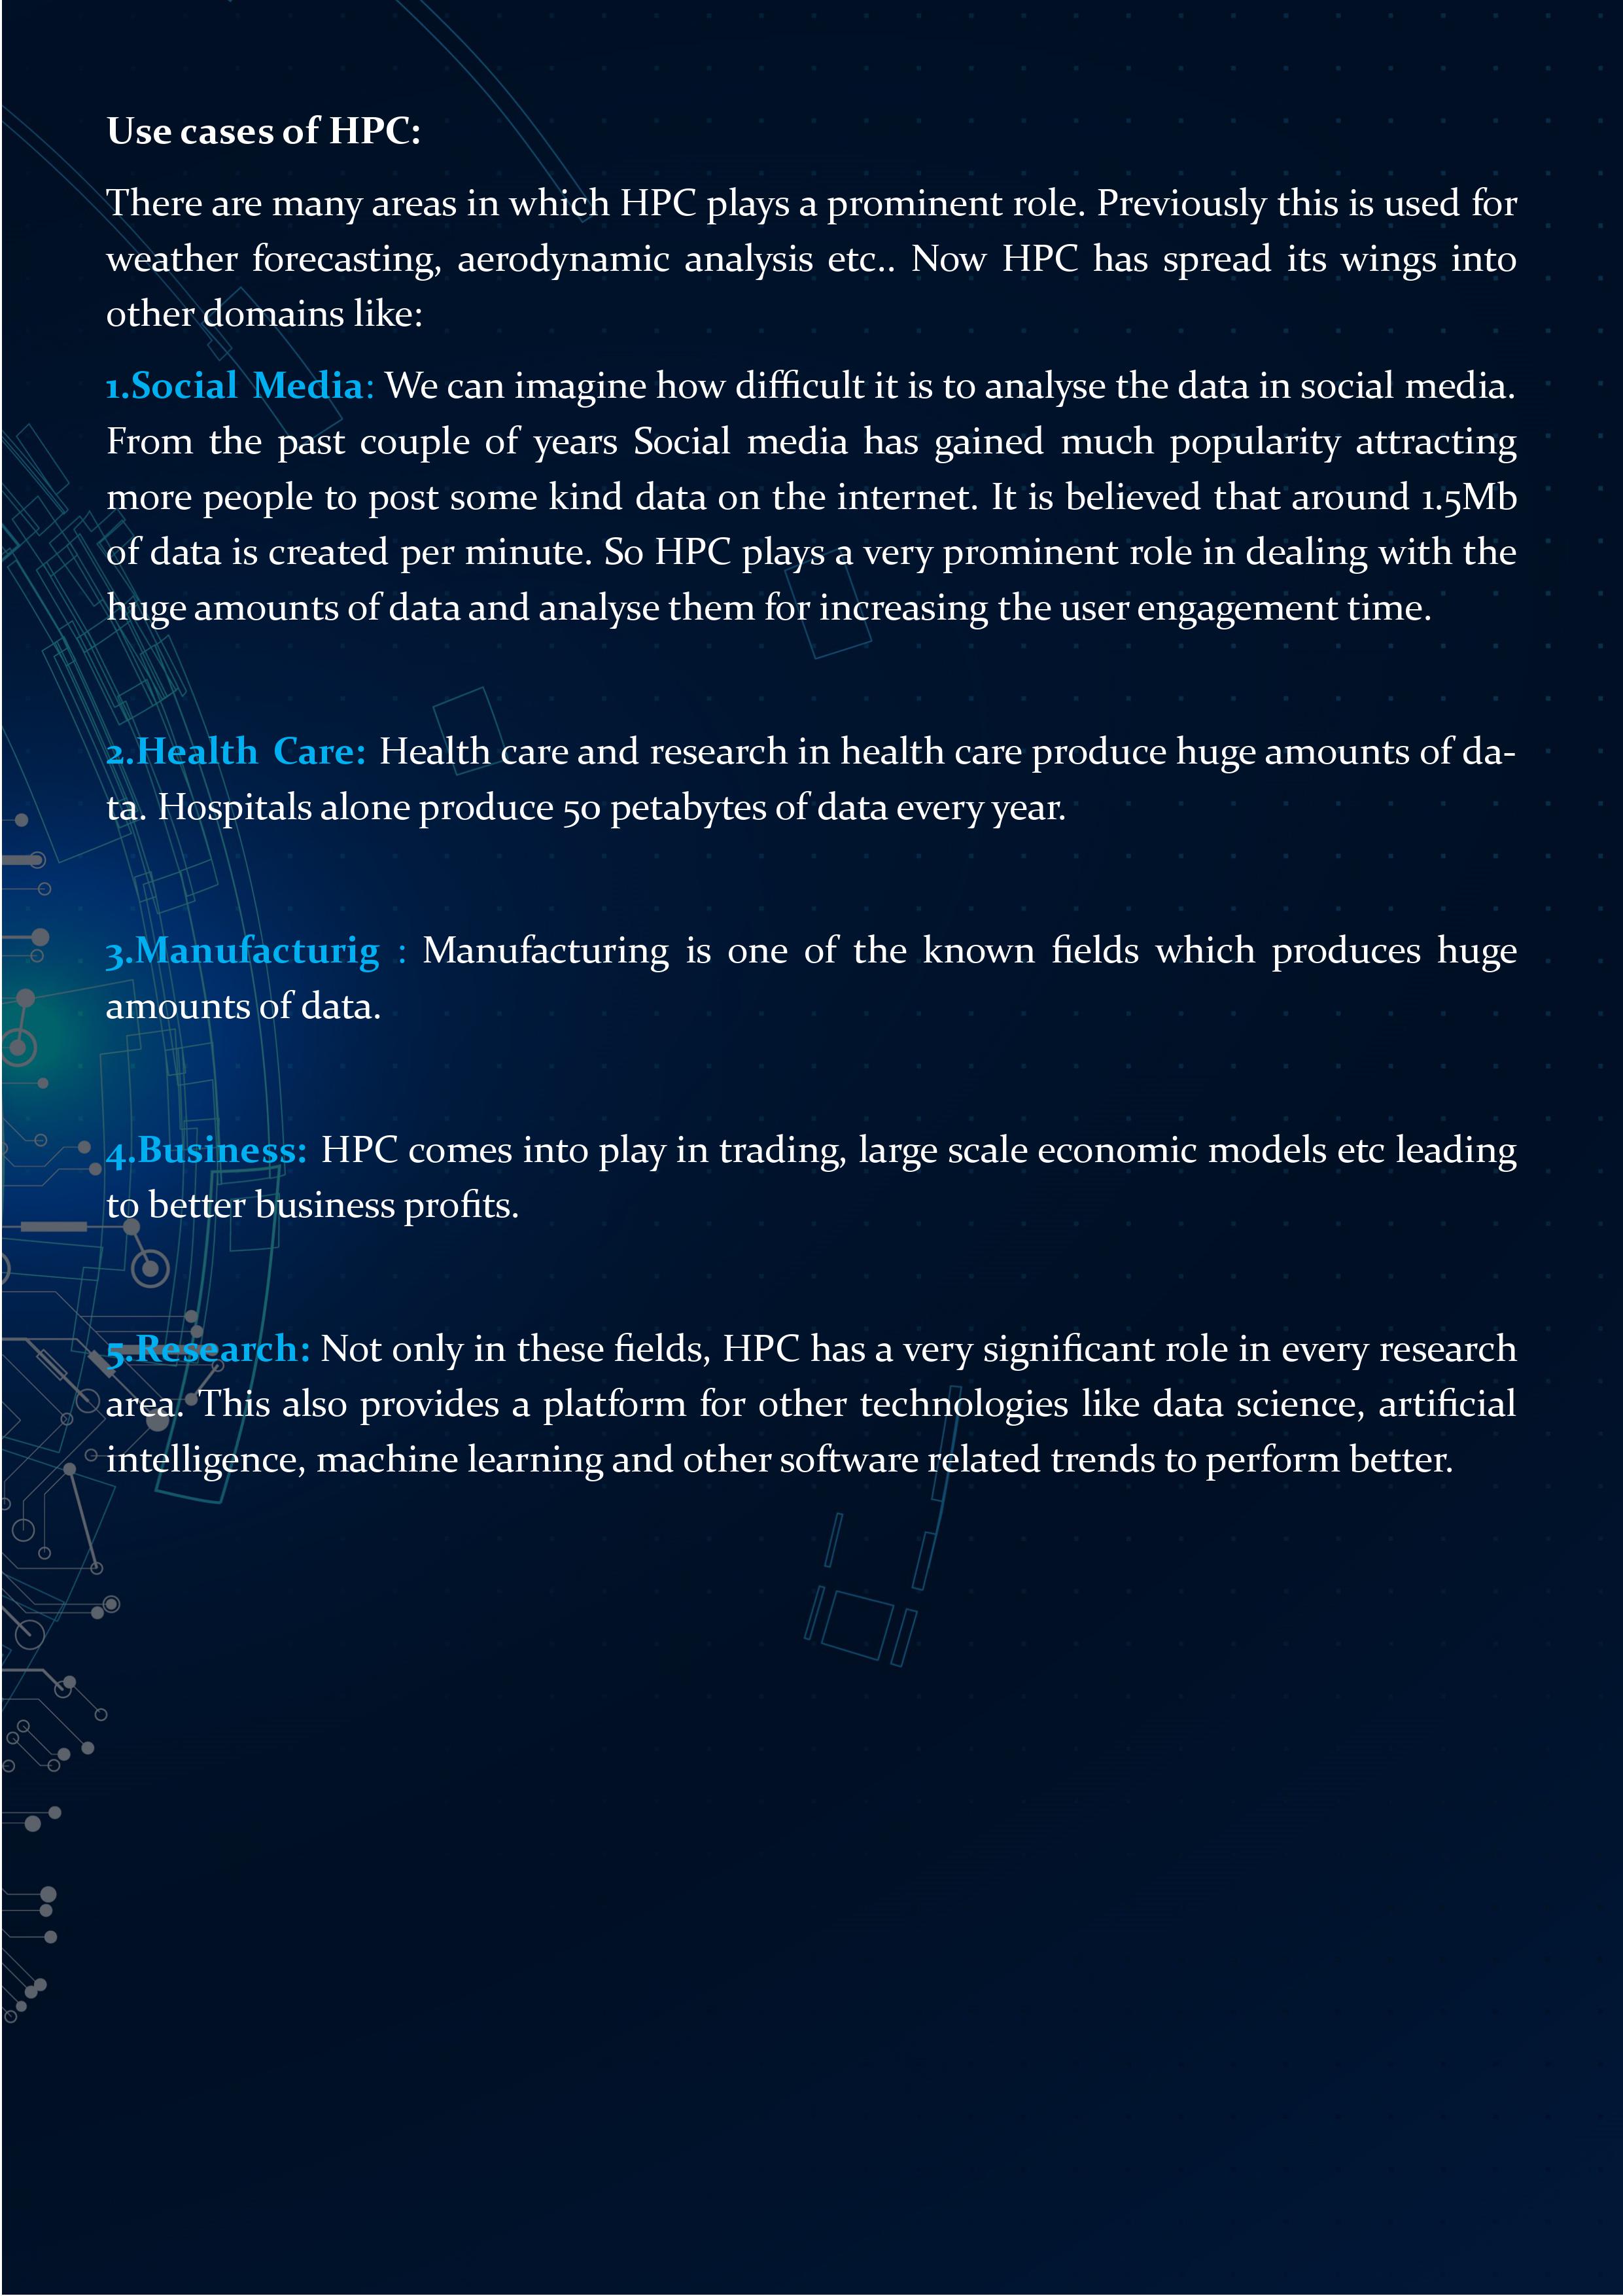 Use cases of HPC:
There are many areas in which HPC plays a prominent role. Previously this is used for
weather forecasting, aerodynamic analysis etc.. Now HPC has spread its wings into
other domains like:
1.Social Media: We can imagine how difficult it is to analyse the data in social media.
From the past couple of years Social media has gained much popularity attracting
more people to post some kind data on the internet. It is believed that around 1.5Mb
of data is created per minute. So HPC plays a very prominent role in dealing with the
huge amounts of data and analyse them for increasing the user engagement time.
2.Health Care: Health care and research in health care produce huge amounts of da-
ta. Hospitals alone produce 50 petabytes of data every year.
3.Manufacturig : Manufacturing is one of the known fields which produces huge
amounts of data.
4.Business: HPC comes into play in trading, large scale economic models etc leading
to better business profits.
5.Research: Not only in these fields, HPC has a very significant role in every research
area. This also provides a platform for other technologies like data science, artificial
intelligence, machine learning and other software related trends to perform better.